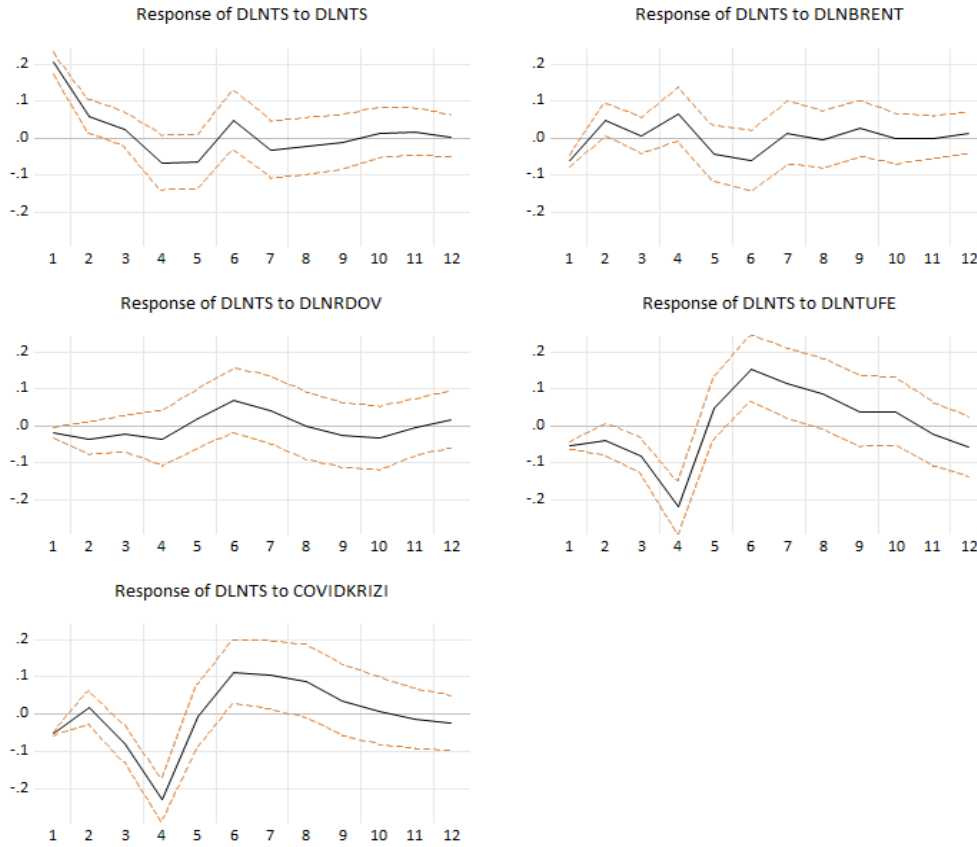 Response of DLNTS to DLNTS
.2
.1
.0
-.1
-.2
1 2 3 4 5 6 7 8 9 10 11 12
Response of DLNTS to DLNBRENT
.2
.1
.0
-.1
-.2
1 2 3 4 5 6 7 8 9 10 11 12
Response of DLNTS to DLNRDOV
.2
.1
.0
-.1
-.2
1 2 3 4 5 6 7 8 9 10 11 12
Response of DLNTS to DLNTUFE
.2
.1
.0
-.1
-.2
1 2 3 4 5 6 7 8 9 10 11 12
Response of DLNTS to COVIDKRIZI
.2
.1
.0
-.1
-.2
1 2 3 4 5 6 7 8 9 10 11 12